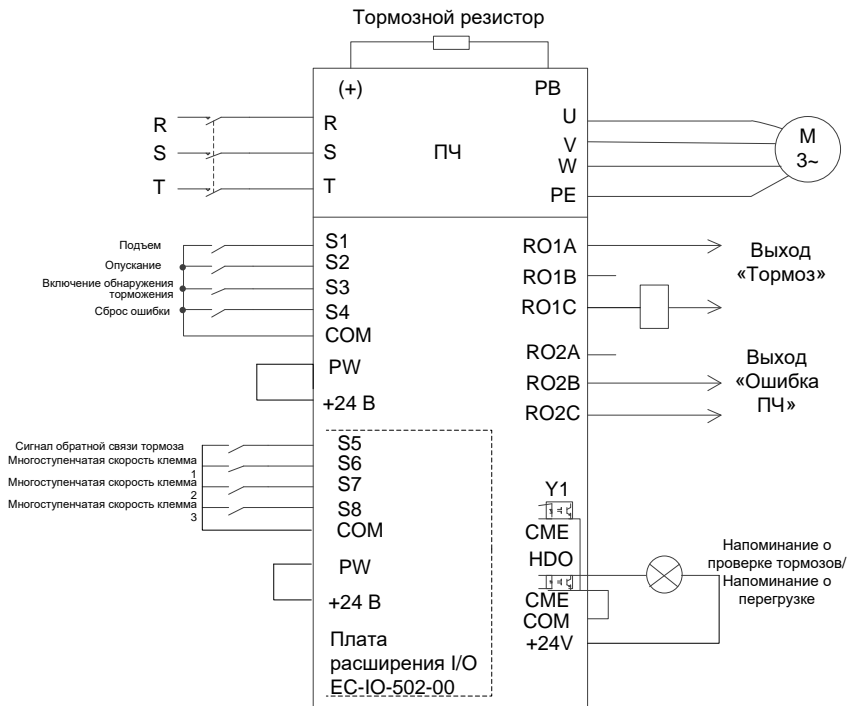 Тормозной резистор
(+)
PB
R
S
T
R
S
T
ПЧ
U
V
W
PE
M
3~
Подъем
Опускание
Включение обнаружения
торможения
Сброс ошибки
S1
S2
S3
S4
COM
PW
+24 В
RO1A
RO1B
RO1C
RO2A
RO2B
RO2C
Выход
«Тормоз»
Выход
«Ошибка
ПЧ»
Сигнал обратной связи тормоза
Многоступенчатая скорость клемма
1
Многоступенчатая скорость клемма
2
Многоступенчатая скорость клемма
3
S5
S6
S7
S8
COM
PW
+24 В
Плата
расширения I/O
EC-IO-502-00
Y1
CME
HDO
CME
COM
+24V
Напоминание о
проверке тормозов/
Напоминание о
перегрузке